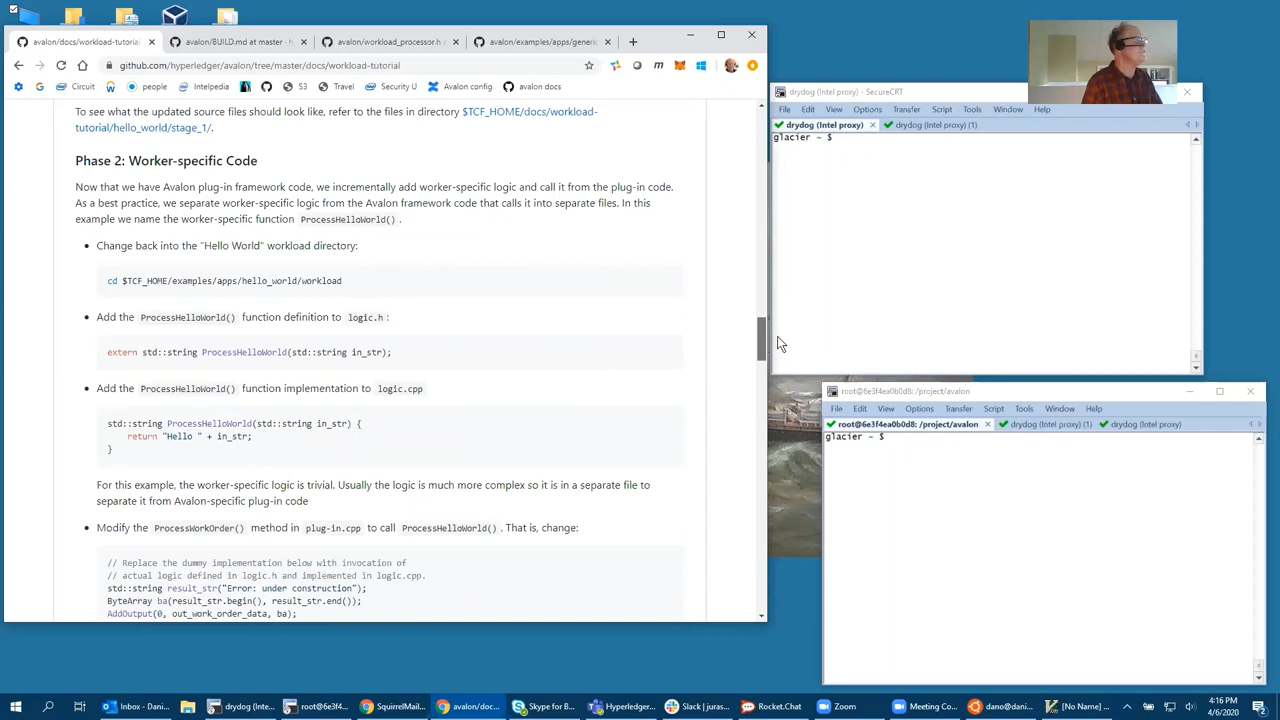 avalon/docs/workload-tutorial
avalon/BUILD.md at master · h
avalon/workload_processor.h a
avalon/examples/apps/generic
github.com/hyperledger/avalon/tree/master/docs/workload-tutorial
Circuit
people
Intelpedia
S3
Travel
Security U
Avalon config
avalon docs
To see what the updated source files should look like, refer to the files in directory $TCF_HOME/docs/workload-
tutorial/hello_world/stage_1/.
Phase 2: Worker-specific Code
Now that we have Avalon plug-in framework code, we incrementally add worker-specific logic and call it from the plug-in code.
As a best practice, we separate worker-specific logic from the Avalon framework code that calls it into separate files. In this
example we name the worker-specific function ProcessHelloWorld() .
Change back into the "Hello World" workload directory:
cd $TCF_HOME/examples/apps/hello_world/workload
Add the ProcessHelloWorld() function definition to logic.h :
extern std::string ProcessHelloWorld(std::string in_str);
Add the ProcessHelloWorld() function implementation to logic.cpp
std::string ProcessHelloWorld(std::string in_str) {
return "Hello " + in_str;
}
For this example, the worker-specific logic is trivial. Usually the logic is much more complex so it is in a separate file to
separate it from Avalon-specific plug-in code
Modify the ProcessWorkOrder() method in plug-in.cpp to call ProcessHelloWorld() . That is, change:
// Replace the dummy implementation below with invocation of
// actual logic defined in logic.h and implemented in logic.cpp.
std::string result_str("Error: under construction");
ByteArray ba(result_str.begin(), result_str.end());
AddOutput(0, out_work_order_data, ba);
drydog (Intel proxy) - SecureCRT
File Edit View Options Transfer Script Tools Window Help
drydog (Intel proxy)
drydog (Intel proxy) (1)
glacier ~ $
root@6e3f4ea0b0d8: /project/avalon
File Edit View Options Transfer Script Tools Window Help
root@6e3f4ea0b0d8: /project/avalon
drydog (Intel proxy) (1)
drydog (Intel proxy)
glacier ~ $
Inbox - Dani...
drydog (Inte...
root@6e3f4...
SquirrelMail...
avalon/doc...
Skype for B...
Hyperledger...
Slack | juras...
Rocket.Chat
Zoom
Meeting Co...
dano@dani...
[No Name] ...
4:16 PM
4/6/2020
2